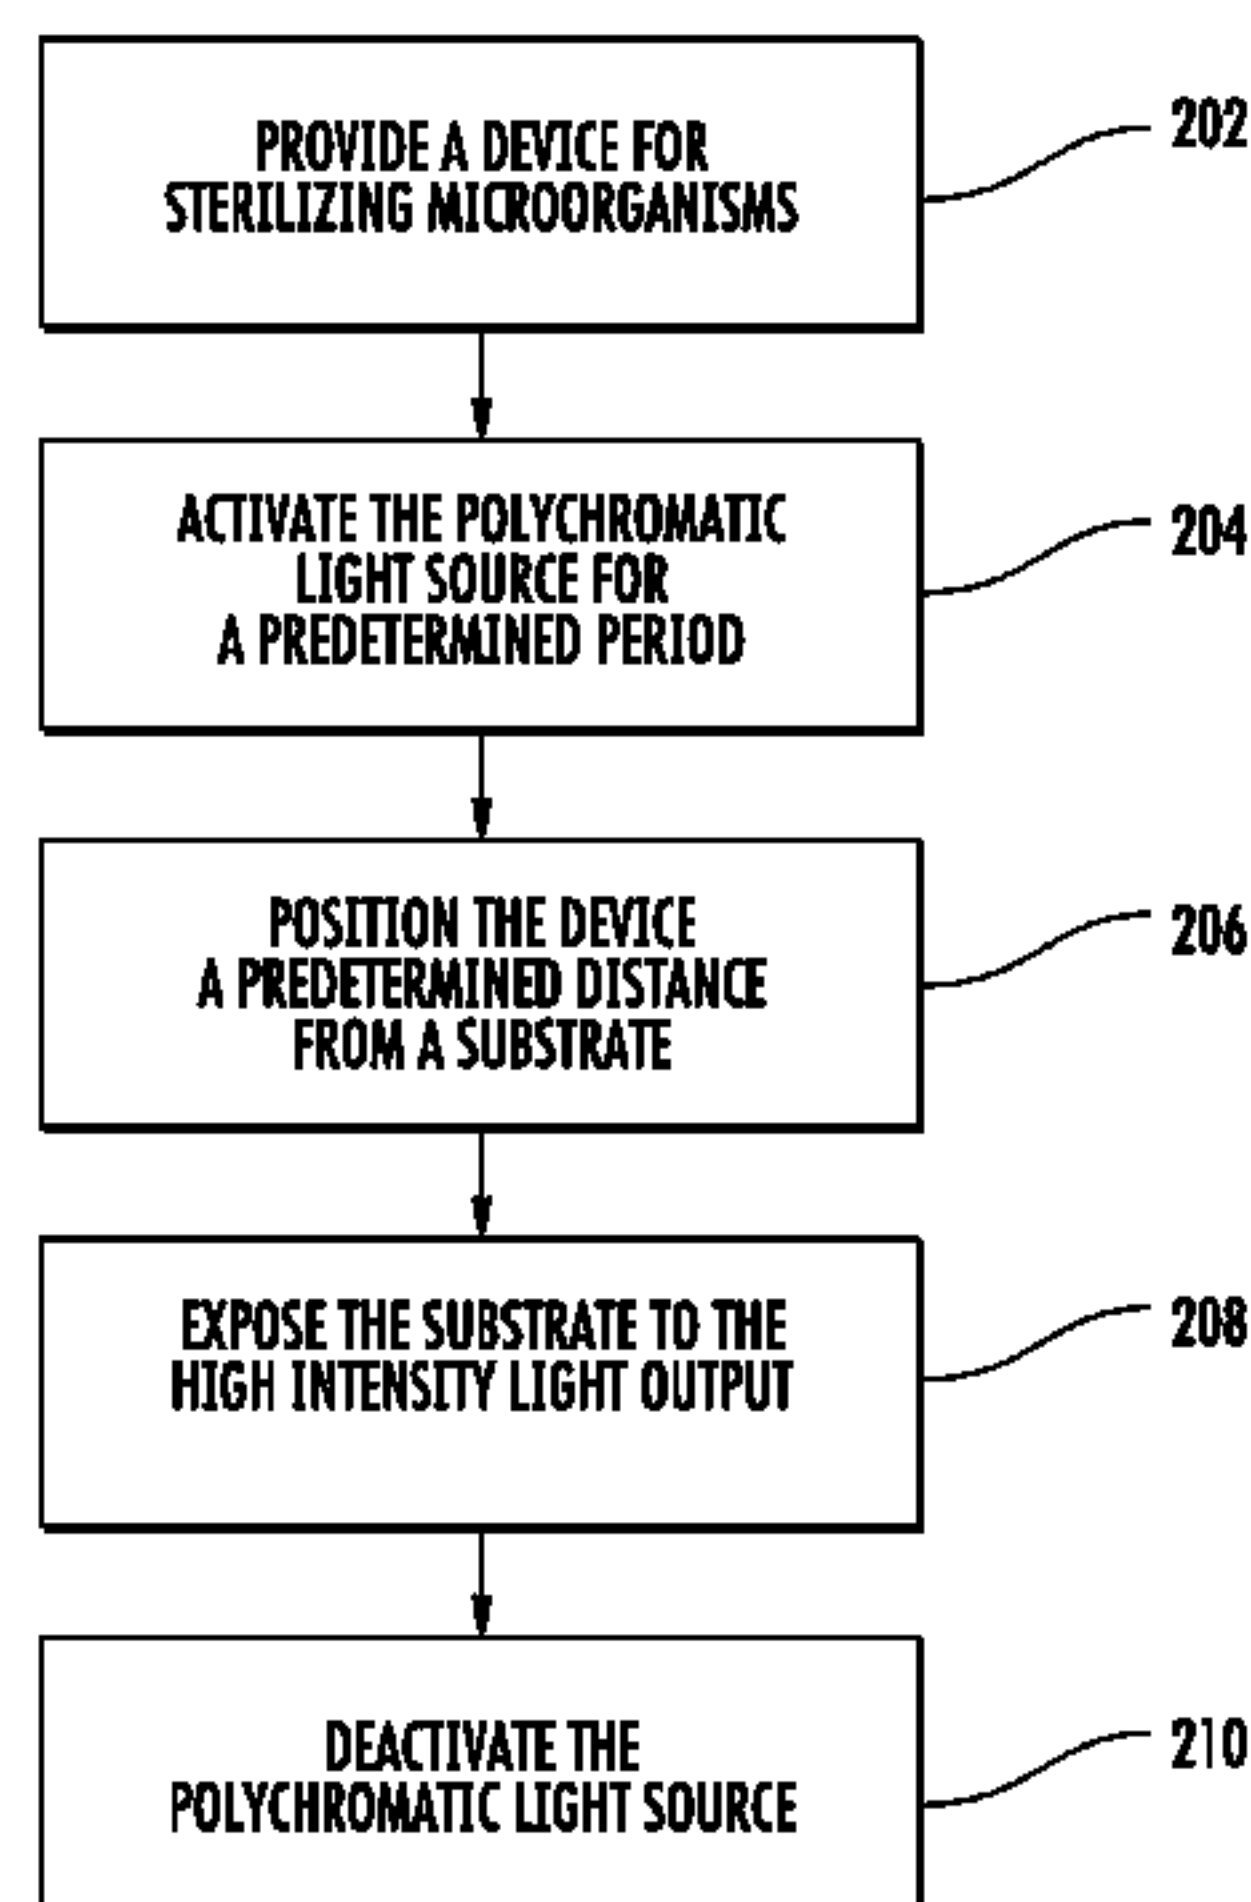 PROVIDE A DEVICE FOR
STERILIZING MICROORGANISMS
202
ACTIVATE THE POLYCHROMATIC
LIGHT SOURCE FOR
A PREDETERMINED PERIOD
204
POSITION THE DEVICE
A PREDETERMINED DISTANCE
FROM A SUBSTRATE
206
EXPOSE THE SUBSTRATE TO THE
HIGH INTENSITY LIGHT OUTPUT
208
DEACTIVATE THE
POLYCHROMATIC LIGHT SOURCE
210